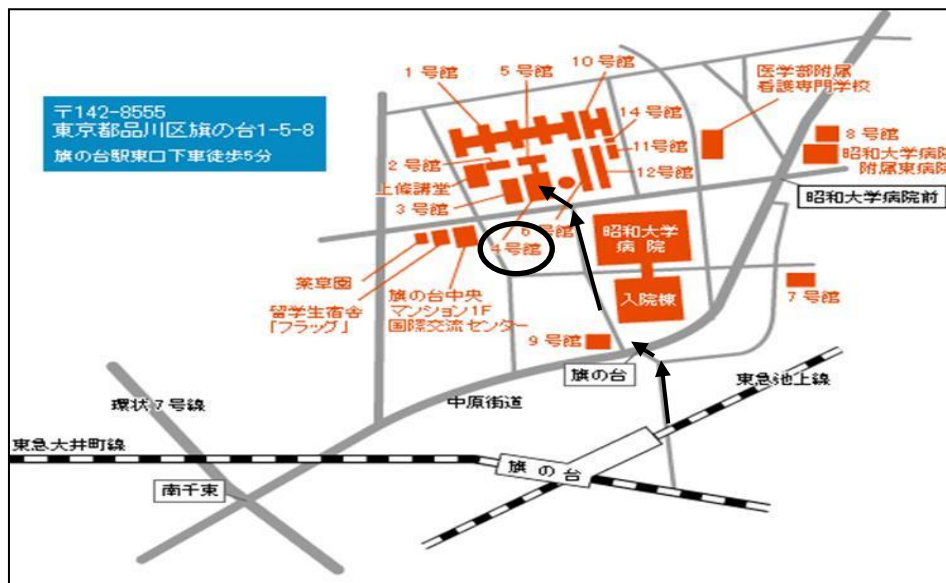 〒142-8555
東京都品川区旗の台1-5-8
旗の台駅東口下車徒歩5分
1号館
5号館
10号館
14号館
11号館
12号館
2号館
上條講堂
3号館
4号館
6号館
医学部附属
看護専門学校
8号館
昭和大学病院
附属東病院
昭和大学病院前
昭和大学
病院
入院棟
7号館
9号館
薬草園
留学生宿舎
「フラッグ」
旗の台中央
マンション1F
国際交流センター
旗の台
東急池上線
中原街道
環状7号線
東急大井町線
旗の台
南千束